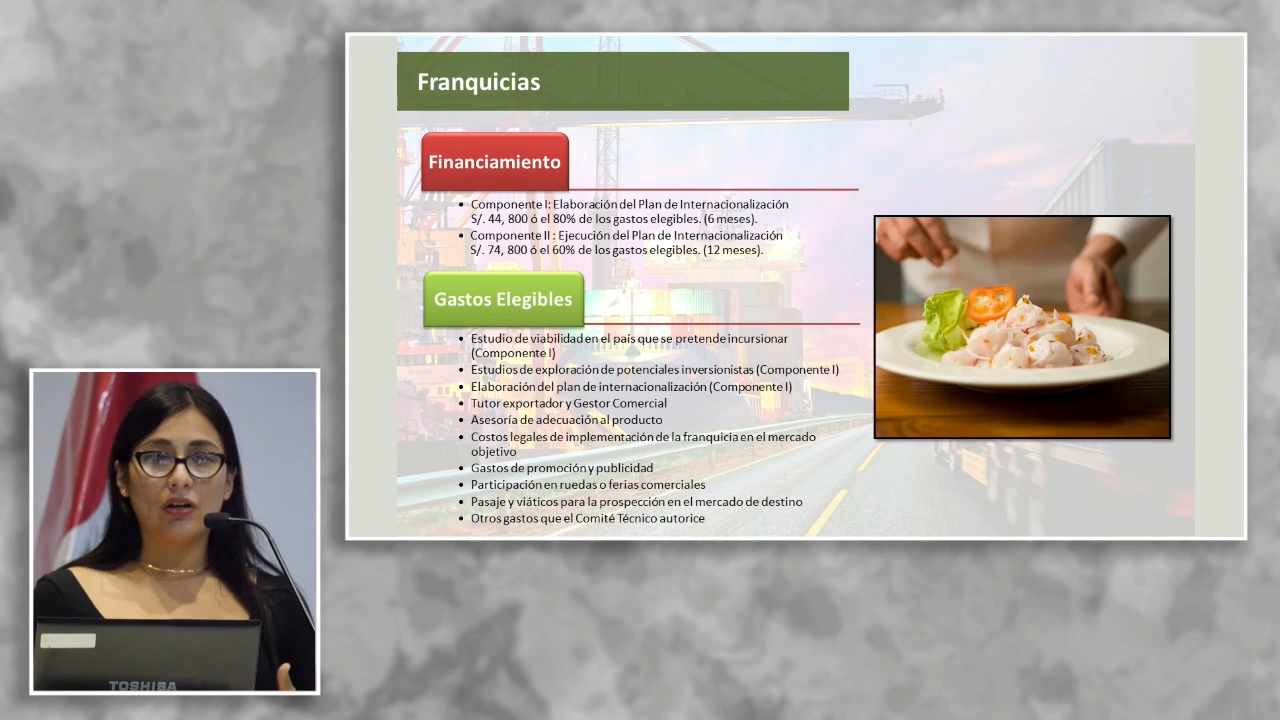 Franquicias
Financiamiento
• Componente I: Elaboración del Plan de Internacionalización
S/. 44, 800 ó el 80% de los gastos elegibles. (6 meses).
• Componente II : Ejecución del Plan de Internacionalización
S/. 74, 800 ó el 60% de los gastos elegibles. (12 meses).
Gastos Elegibles
• Estudio de viabilidad en el país que se pretende incursionar
(Componente I)
• Estudios de exploración de potenciales inversionistas (Componente I)
• Elaboración del plan de internacionalización (Componente I)
• Tutor exportador y Gestor Comercial
• Asesoría de adecuación al producto
• Costos legales de implementación de la franquicia en el mercado
objetivo
• Gastos de promoción y publicidad
• Participación en ruedas o ferias comerciales
• Pasaje y viáticos para la prospección en el mercado de destino
• Otros gastos que el Comité Técnico autorice
TOSHIBA